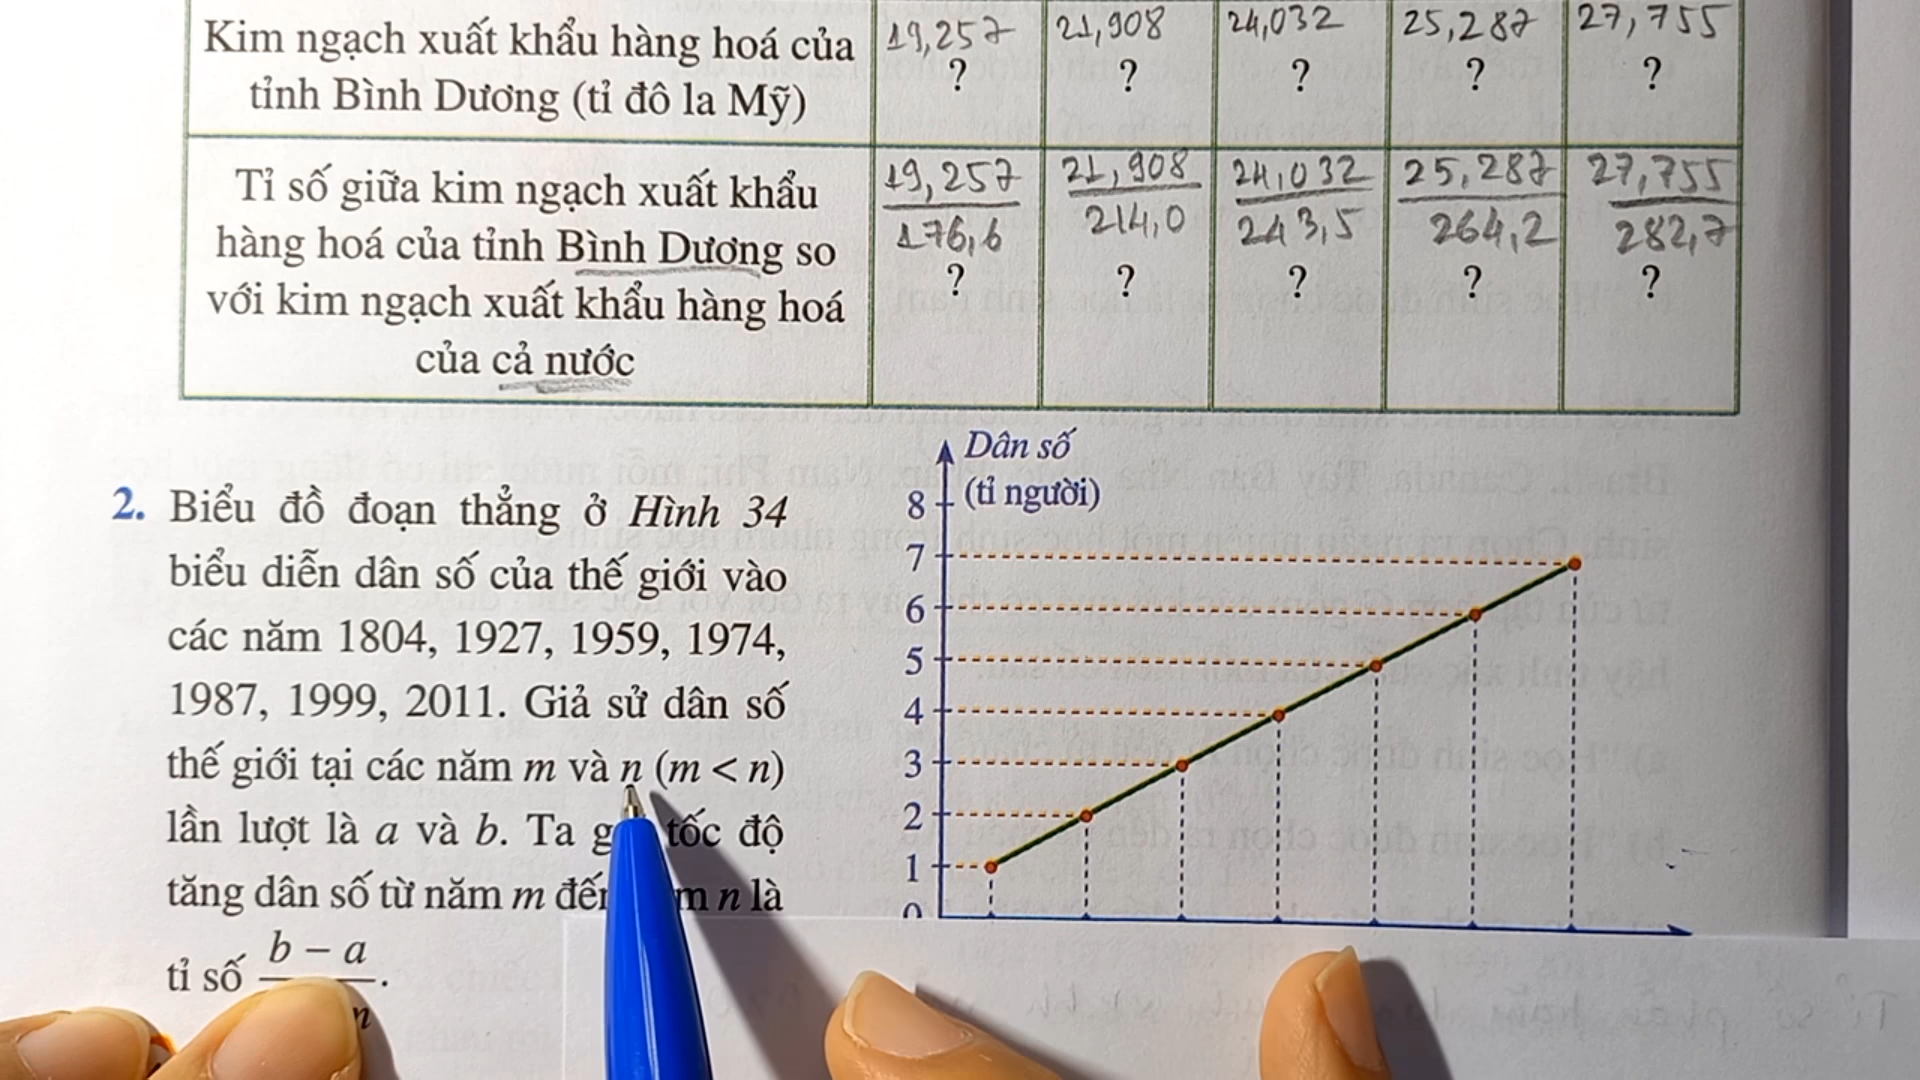 Kim ngạch xuất khẩu hàng hoá của
tỉnh Bình Dương (tỉ đô la Mỹ)
19,257 21,908 24,032 25,287 27,755
? ? ? ? ?
Tỉ số giữa kim ngạch xuất khẩu
hàng hoá của tỉnh Bình Dương so
với kim ngạch xuất khẩu hàng hoá
của cả nước
19,257 21,908 24,032 25,287 27,755
176,6 214,0 243,5 264,2 282,7
? ? ? ? ?
2. Biểu đồ đoạn thẳng ở Hình 34
biểu diễn dân số của thế giới vào
các năm 1804, 1927, 1959, 1974,
1987, 1999, 2011. Giả sử dân số
thế giới tại các năm m và n (m < n)
lần lượt là a và b. Ta tốc độ
tăng dân số từ năm m n là
tỉ số b – a
n
.
Dân số
(tỉ người)
8
7
6
5
4
3
2
1
0